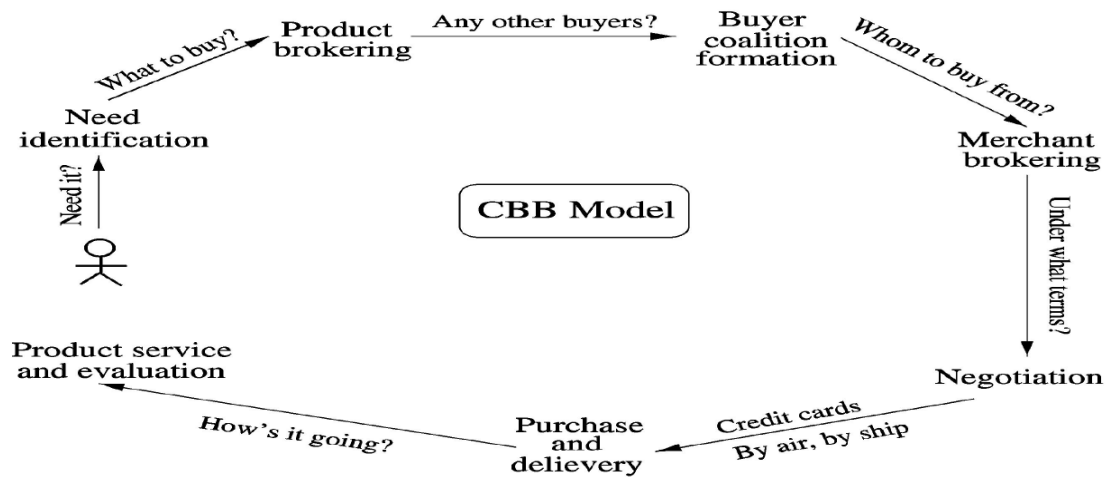 Need it?
Need
identification
What to buy?
Product
brokering
Any other buyers?
Buyer
coalition
formation
Whom to buy from?
Merchant
brokering
CBB Model
Under what terms?
Negotiation
Credit cards
By air, by ship
Purchase
and
delievery
How's it going?
Product service
and evaluation